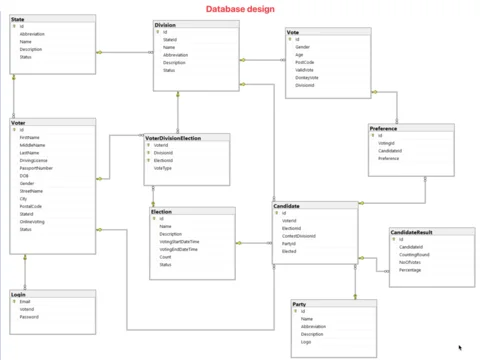 Database design
State
Id
Abbreviation
Name
Description
Status
Division
Id
StateId
Name
Abbreviation
Description
Status
Vote
Id
Gender
Age
PostCode
ValidVote
DivisionId
Voter
Id
FirstName
MiddleName
LastName
DrivingLicense
PassportNumber
DOB
Gender
StreetName
City
PostalCode
StateId
OnlineVoting
Status
VoterDivisionElection
VoterId
DivisionId
ElectionId
VoteType
Preference
Id
VotingId
CandidateId
Preference
Election
Id
Name
Description
VotingStartDateTime
VotingEndDateTime
Count
Status
Candidate
Id
VoterId
ElectionId
ContestDivisionId
PartyId
Elected
CandidateResult
Id
CandidateId
CountingRound
NoOfVotes
Percentage
Login
Email
VoterId
Password
Party
Id
Name
Abbreviation
Description
Logo